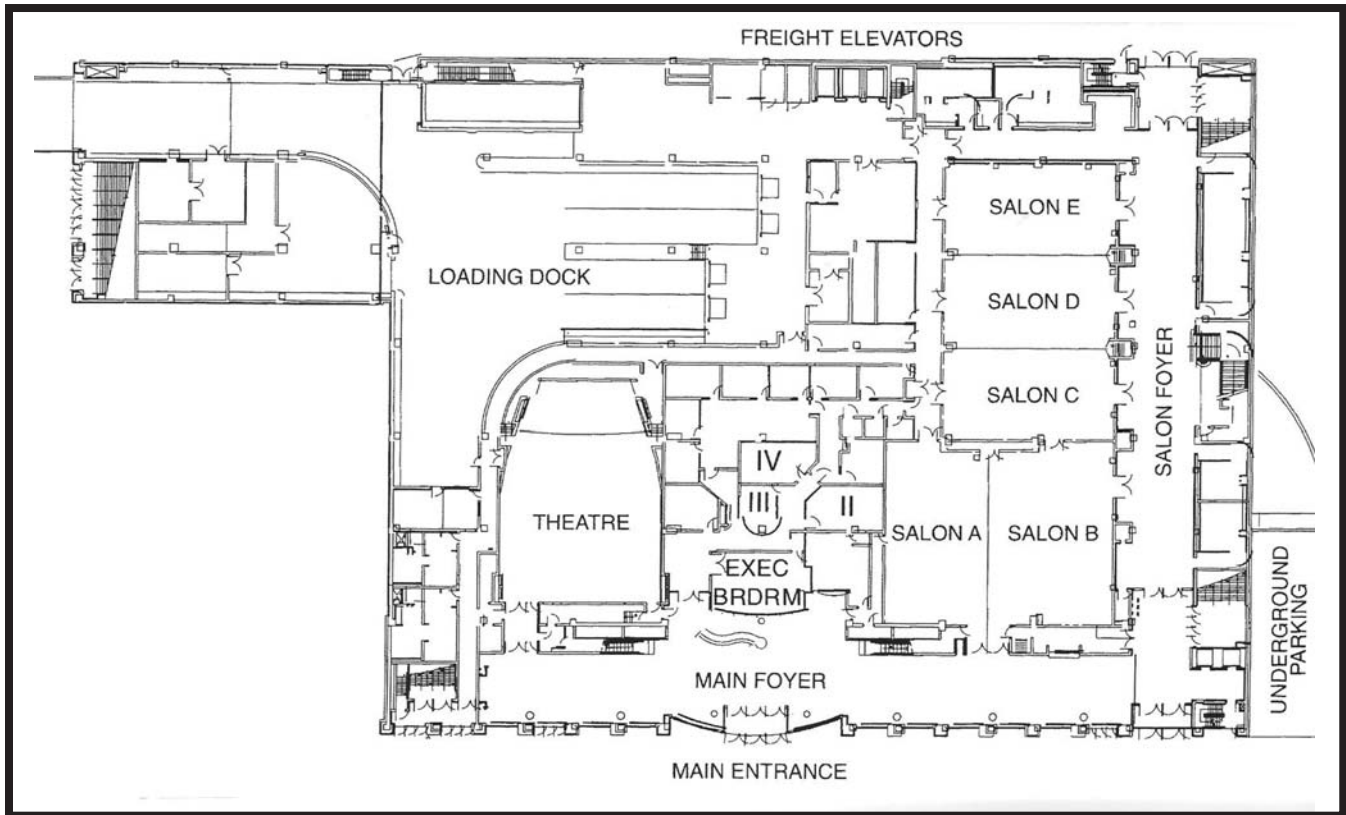 FREIGHT ELEVATORS
SALON E
LOADING DOCK
SALON D
SALON C
SALON FOYER
IV
III
II
THEATRE
SALON A
SALON B
EXEC
BRDRM
UNDERGROUND
PARKING
MAIN FOYER
MAIN ENTRANCE